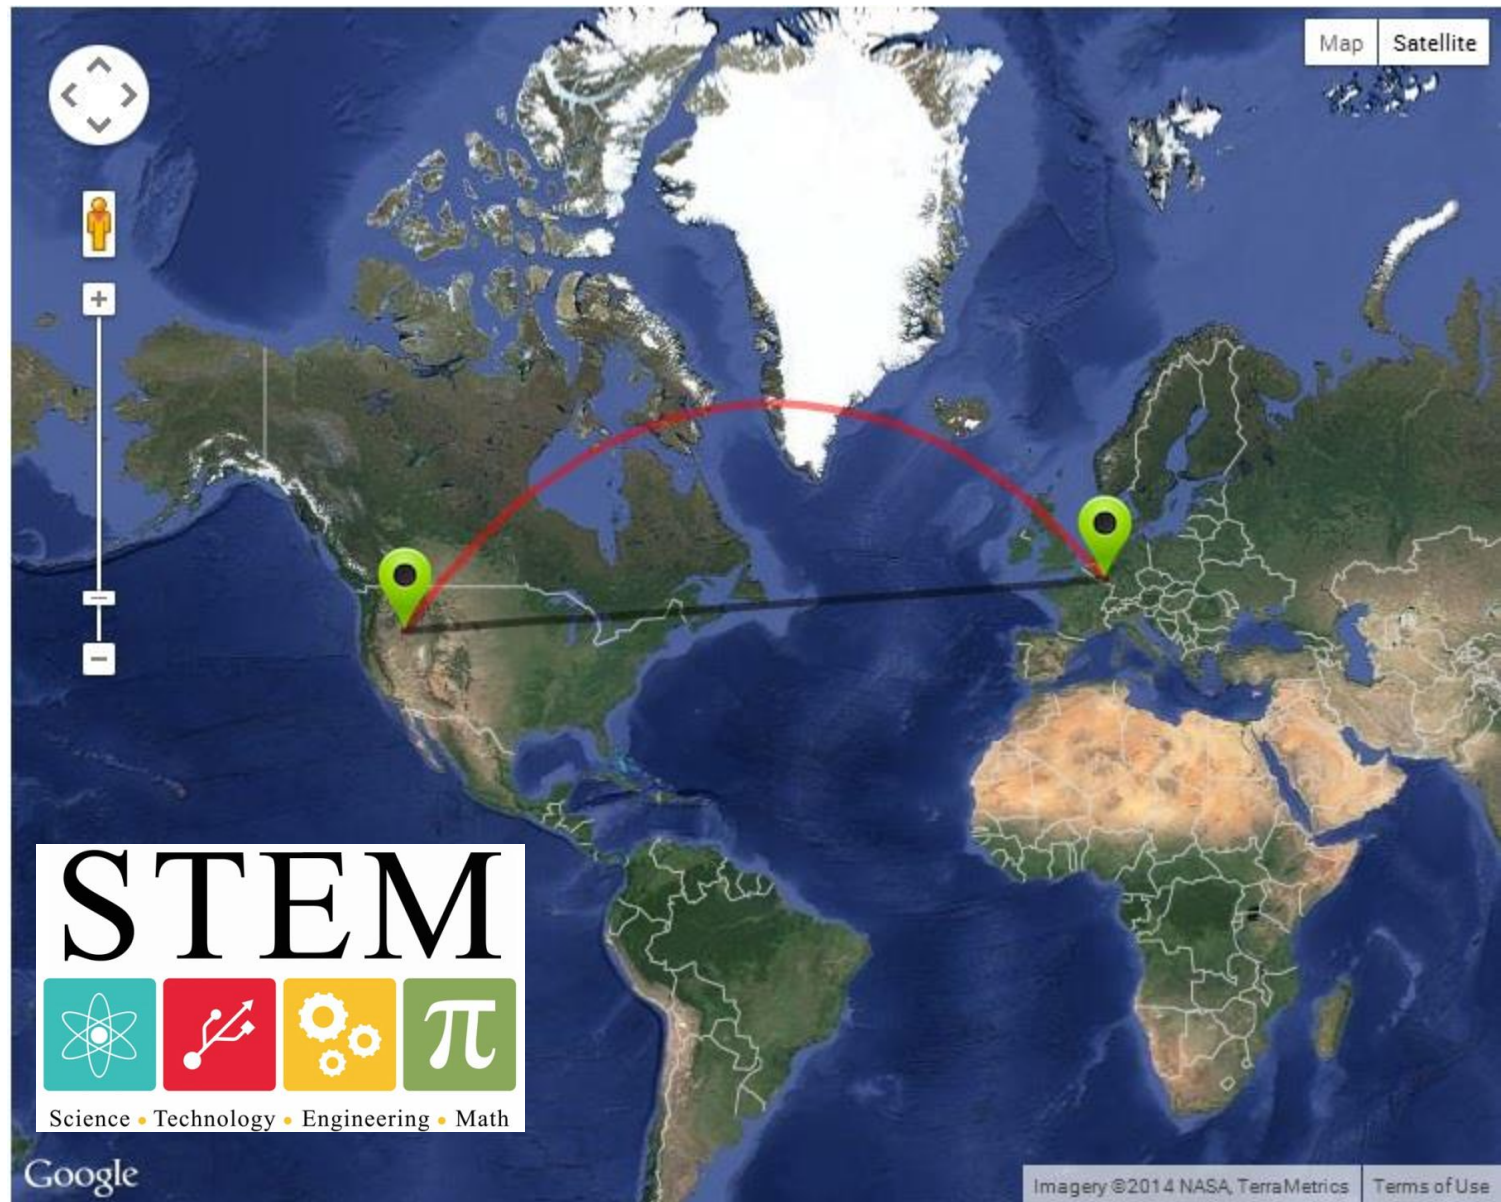 Map Satellite
STEM
π
Science • Technology • Engineering • Math
Google
Imagery ©2014 NASA, TerraMetrics Terms of Use